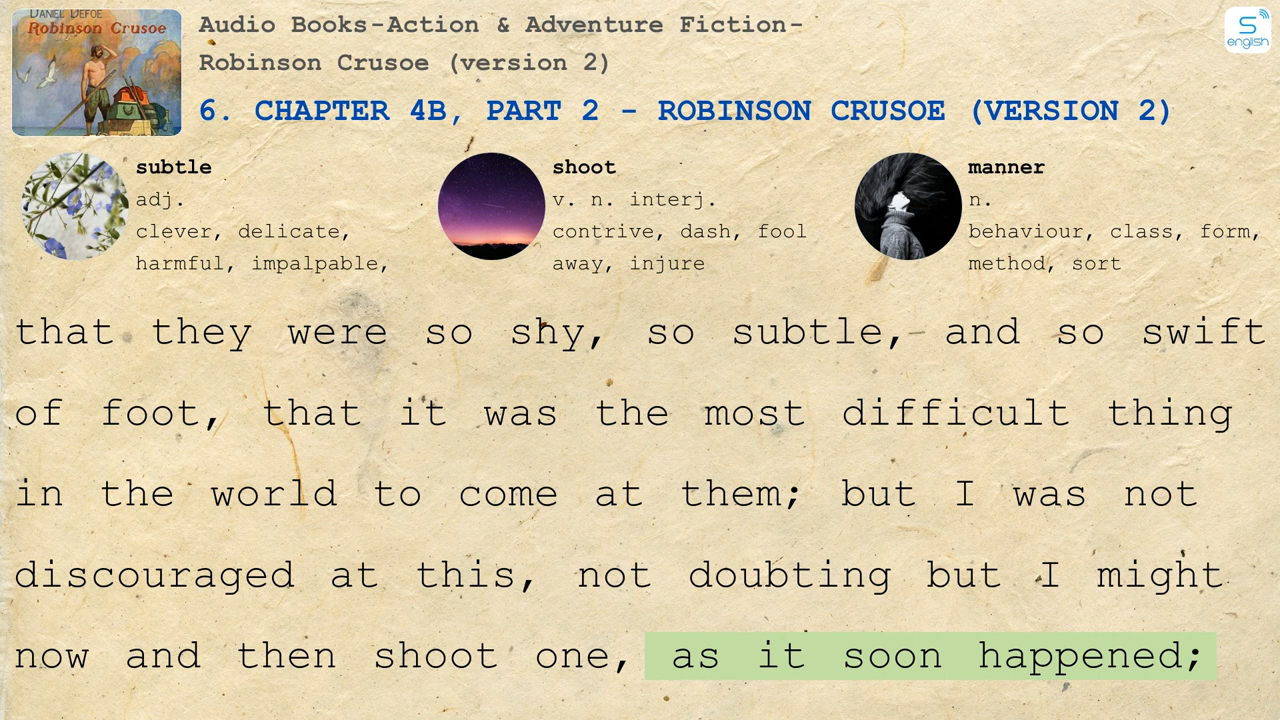 DANIEL DEFOE
Robinson Crusoe
Audio Books-Action & Adventure Fiction-
Robinson Crusoe (version 2)
6. CHAPTER 4B, PART 2 - ROBINSON CRUSOE (VERSION 2)
S
english
subtle
adj.
clever, delicate,
harmful, impalpable,
shoot
v. n. interj.
contrive, dash, fool
away, injure
manner
n.
behaviour, class, form,
method, sort
that they were so shy, so subtle, and so swift
of foot, that it was the most difficult thing
in the world to come at them; but I was not
discouraged at this, not doubting but I might
now and then shoot one, as it soon happened;